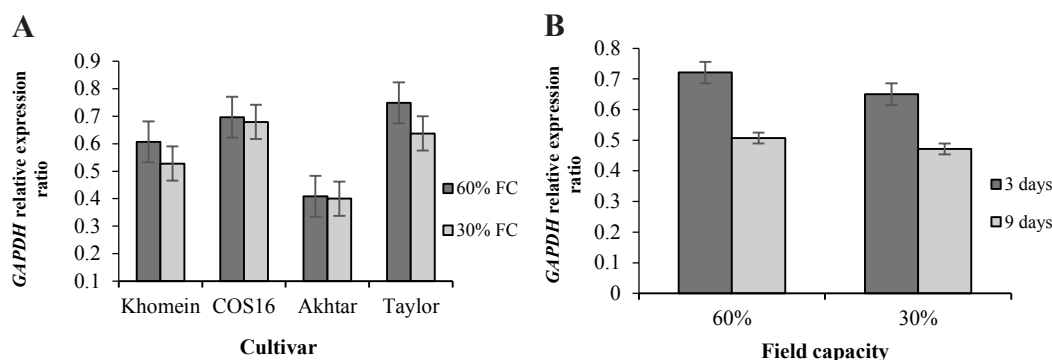 A
GAPDH relative expression
ratio
0.9
0.8
0.7
0.6
0.5
0.4
0.3
0.2
0.1
Khomein COS16 Akhtar Taylor
Cultivar
60% FC
30% FC
B
GAPDH relative expression
ratio
0.8
0.7
0.6
0.5
0.4
0.3
0.2
0.1
0
60% 30%
Field capacity
3 days
9 days